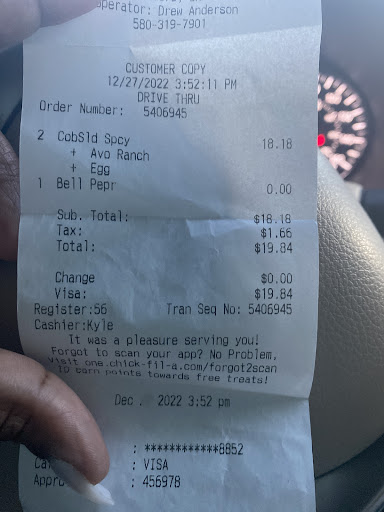 Operator: Drew Anderson
580-319-7901
CUSTOMER COPY
12/27/2022 3:52:11 PM
DRIVE THRU
Order Number: 5406945
2 CobSld Spcy 18.18
+ Avo Ranch
+ Egg
1 Bell Pepr 0.00
Sub. Total: $18.18
Tax: $1.66
Total: $19.84
Change $0.00
Visa: $19.84
Register:56 Tran Seq No: 5406945
Cashier:Kyle
It was a pleasure serving you!
Forgot to scan your app? No Problem,
Visit one.chick-fil-a.com/forgot2scan
TO earn points towards free treats!
Dec . 2022 3:52 pm
: ************8852
: VISA
Appro : 456978